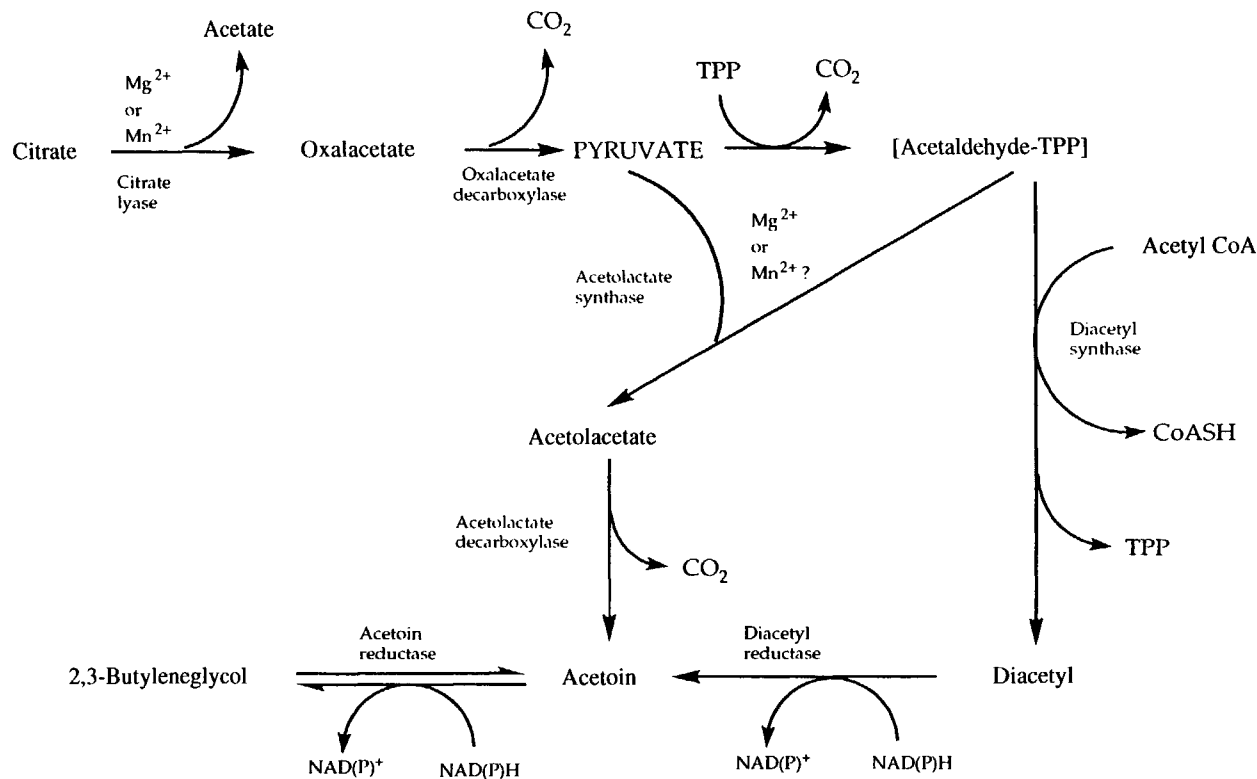 Acetate
CO2
Mg2+
or
Mn2+
TPP
CO2
Citrate
Oxalacetate
PYRUVATE
[Acetaldehyde-TPP]
Citrate
lyase
Oxalacetate
decarboxylase
Mg2+
or
Mn2+ ?
Acetyl CoA
Acetolactate
synthase
Diacetyl
synthase
Acetolacetate
CoASH
Acetolactate
decarboxylase
CO2
TPP
Acetoin
reductase
Diacetyl
reductase
2,3-Butyleneglycol
Acetoin
Diacetyl
NAD(P)+
NAD(P)H
NAD(P)+
NAD(P)H